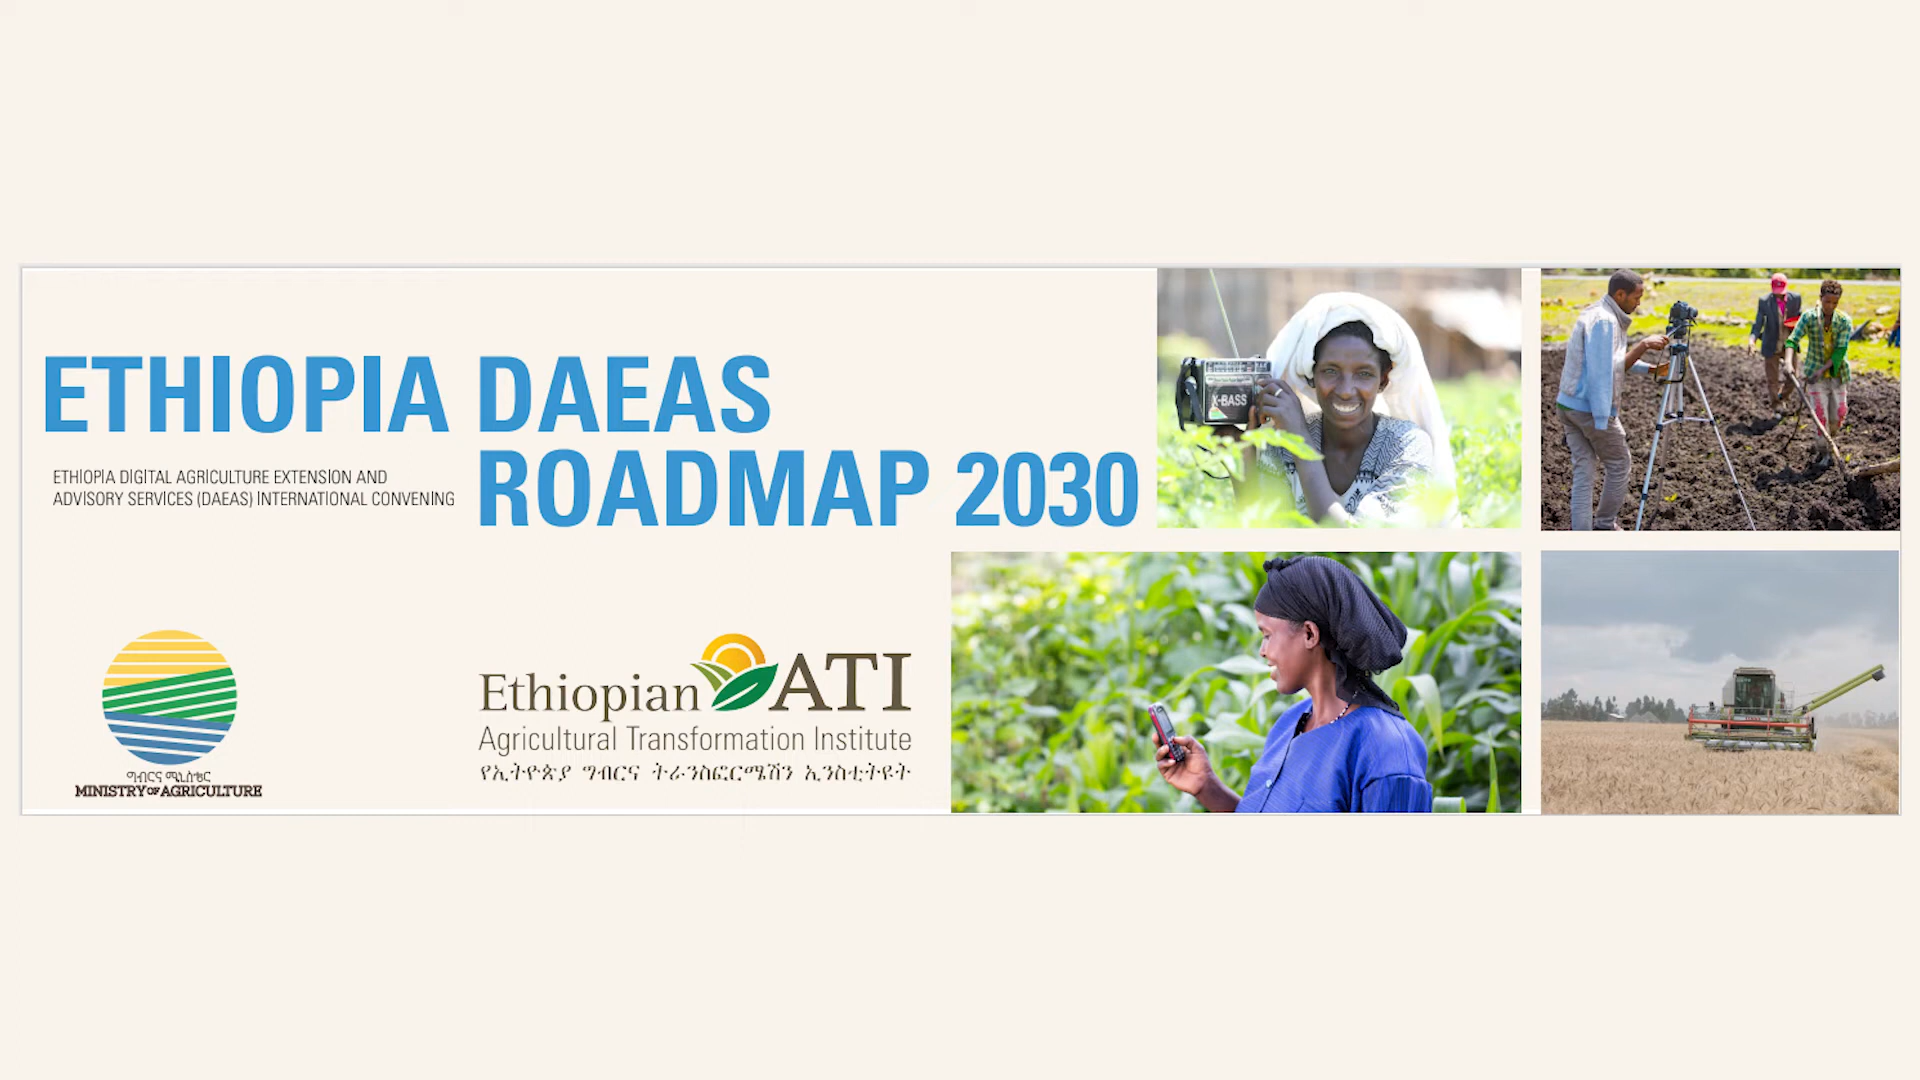 ETHIOPIA DAEAS
ROADMAP 2030
ETHIOPIA DIGITAL AGRICULTURE EXTENSION AND
ADVISORY SERVICES (DAEAS) INTERNATIONAL CONVENING
X-BASS
ግብርና ሚኒስቴር
MINISTRY OF AGRICULTURE
Ethiopian ATI
Agricultural Transformation Institute
የኢትዮጵያ ግብርና ትራንስፎርሜሽን ኢንስቲትዩት